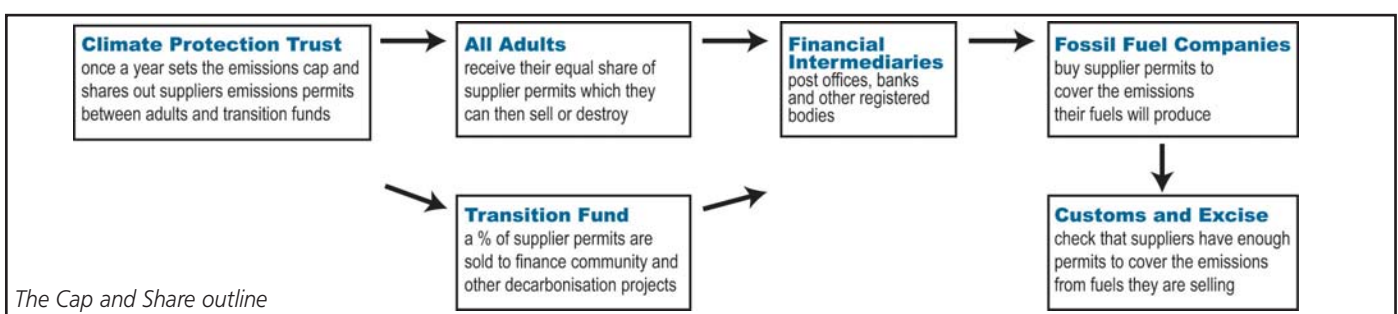 Climate Protection Trust
once a year sets the emissions cap and
shares out suppliers emissions permits
between adults and transition funds
All Adults
receive their equal share of
supplier permits which they
can then sell or destroy
Financial
Intermediaries
post offices, banks
and other registered
bodies
Fossil Fuel Companies
buy supplier permits to
cover the emissions
their fuels will produce
Transition Fund
a % of supplier permits are
sold to finance community and
other decarbonisation projects
Customs and Excise
check that suppliers have enough
permits to cover the emissions
from fuels they are selling
The Cap and Share outline